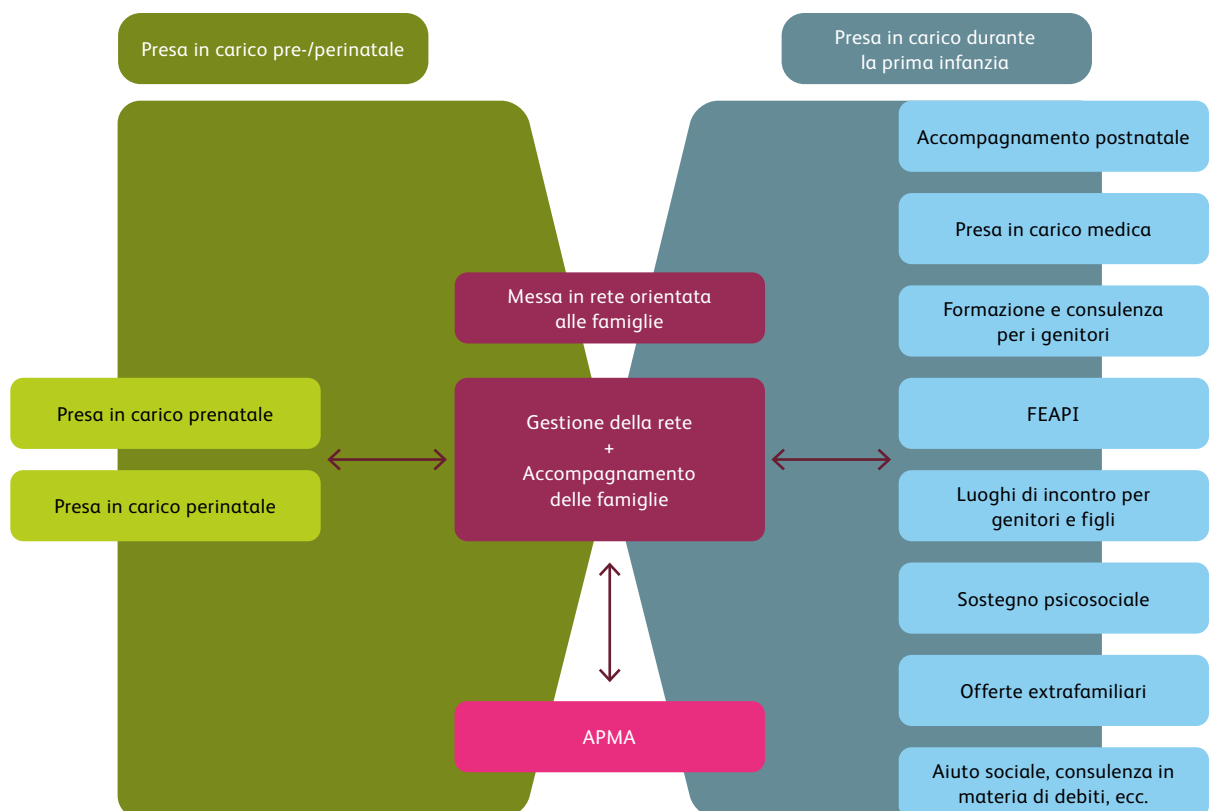 Presa in carico pre-/perinatale
Presa in carico durante
la prima infanzia
Messa in rete orientata
alle famiglie
Presa in carico prenatale
Presa in carico perinatale
Gestione della rete
+
Accompagnamento
delle famiglie
APMA
Accompagnamento postnatale
Presa in carico medica
Formazione e consulenza
per i genitori
FEAPI
Luoghi di incontro per
genitori e figli
Sostegno psicosociale
Offerte extrafamiliari
Aiuto sociale, consulenza in
materia di debiti, ecc.